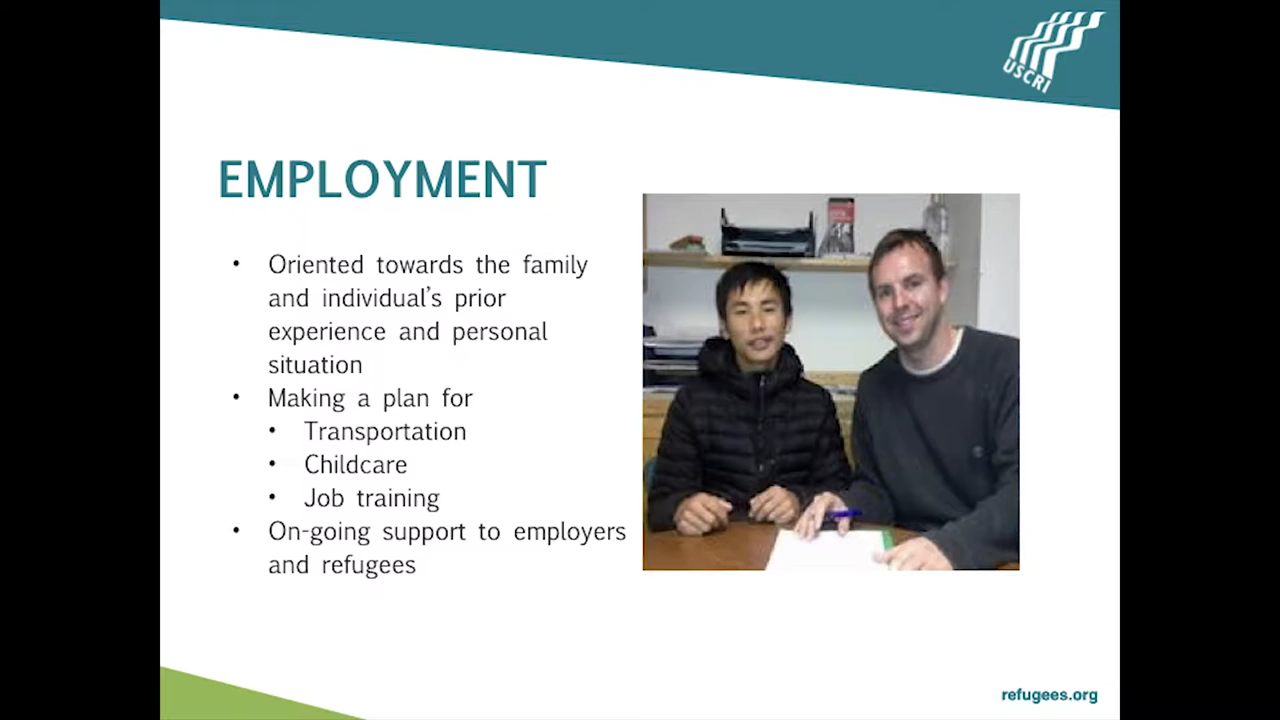 USCRI
EMPLOYMENT
• Oriented towards the family
and individual's prior
experience and personal
situation
• Making a plan for
• Transportation
• Childcare
• Job training
• On-going support to employers
and refugees
refugees.org